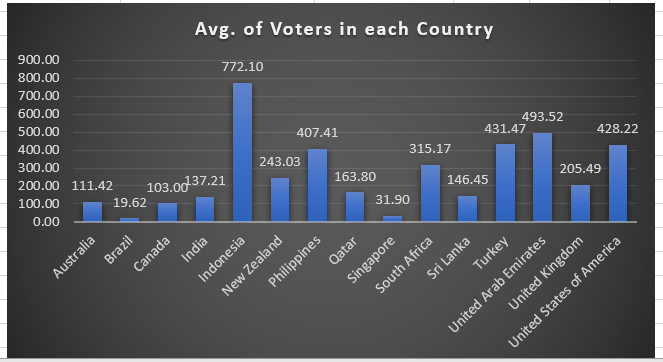 Avg. of Voters in each Country
900.00
800.00
700.00
600.00
500.00
400.00
300.00
200.00
100.00
0.00
111.42
19.62
103.00
137.21
772.10
243.03
407.41
163.80
31.90
315.17
146.45
431.47
493.52
205.49
428.22
Australia
Brazil
Canada
India
Indonesia
New Zealand
Philippines
Qatar
Singapore
South Africa
Sri Lanka
Turkey
United Arab Emirates
United Kingdom
United States of America